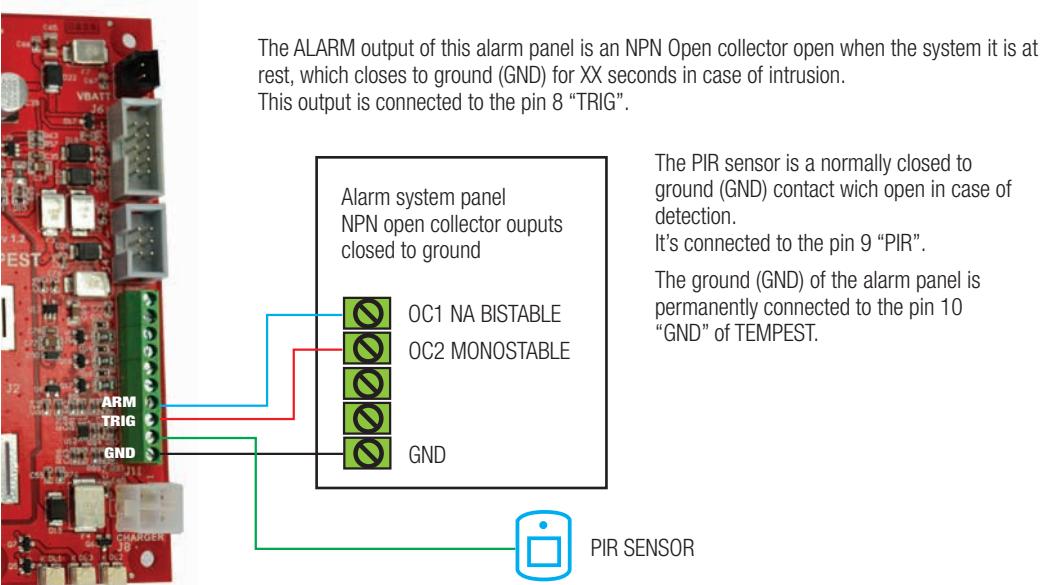 The ALARM output of this alarm panel is an NPN Open collector open when the system it is at
rest, which closes to ground (GND) for XX seconds in case of intrusion.
This output is connected to the pin 8 “TRIG”.
Alarm system panel
NPN open collector ouputs
closed to ground
OC1 NA BISTABLE
OC2 MONOSTABLE
GND
The PIR sensor is a normally closed to
ground (GND) contact wich open in case of
detection.
It’s connected to the pin 9 “PIR”.
The ground (GND) of the alarm panel is
permanently connected to the pin 10
“GND” of TEMPEST.
PIR SENSOR
VBATT
J6
v 1.2
PEST
J2
ARM
TRIG
GND
J11
CHARGER
J8